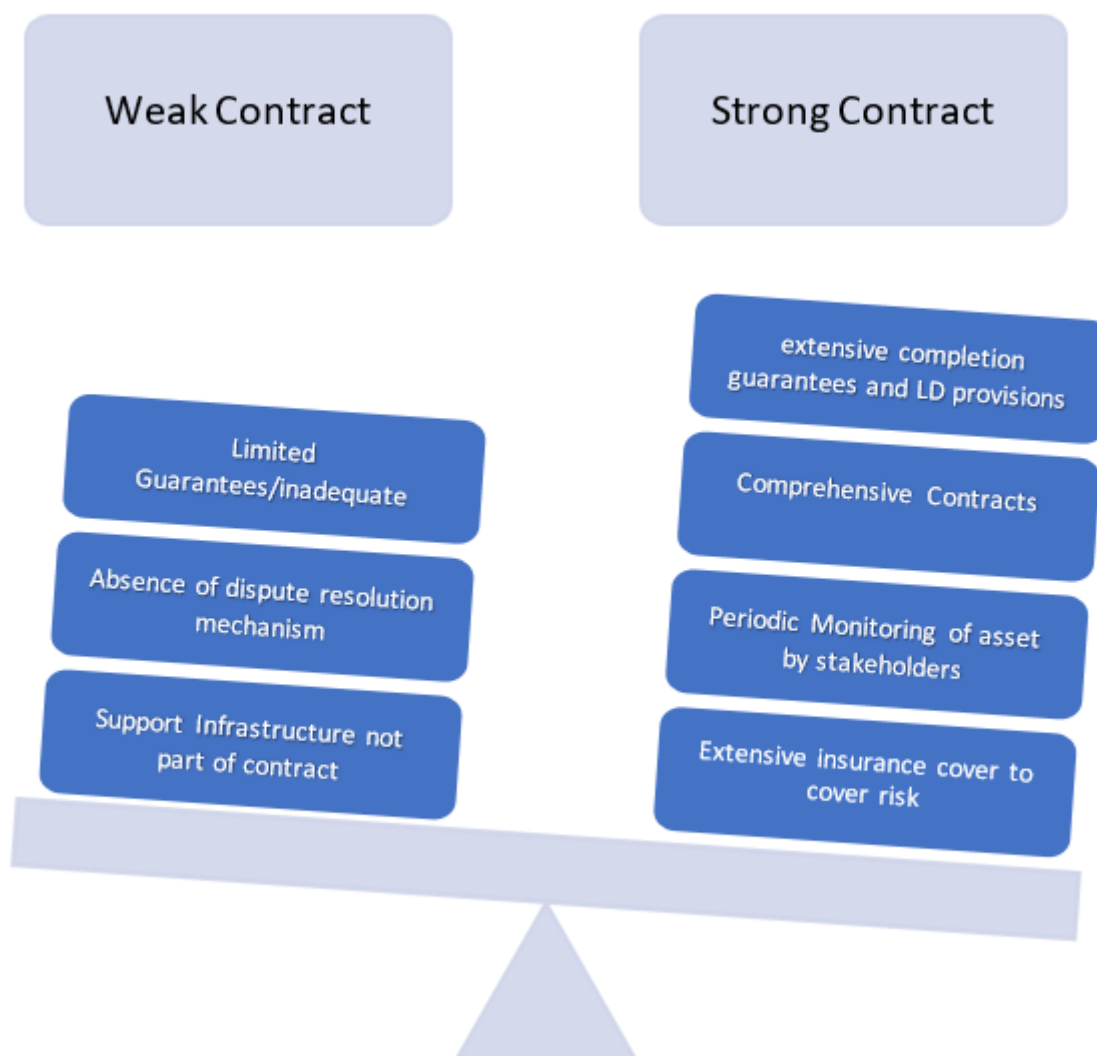 Weak Contract
Strong Contract
Limited
Guarantees/inadequate
Absence of dispute resolution
mechanism
Support Infrastructure not
part of contract
extensive completion
guarantees and LD provisions
Comprehensive Contracts
Periodic Monitoring of asset
by stakeholders
Extensive insurance cover to
cover risk